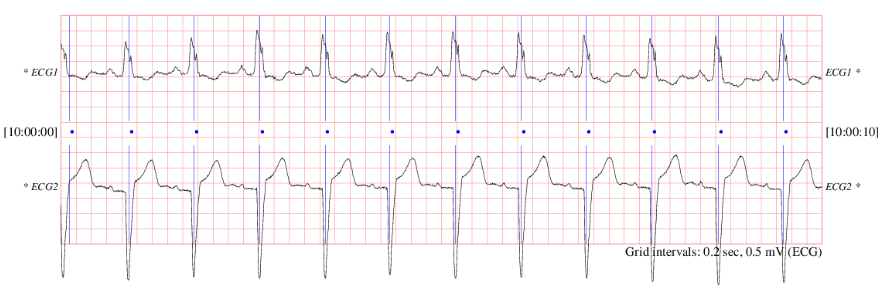 * ECG1 ECG1 *
[10:00:00] [10:00:10]
* ECG2 ECG2 *
Grid intervals: 0.2 sec, 0.5 mV (ECG)